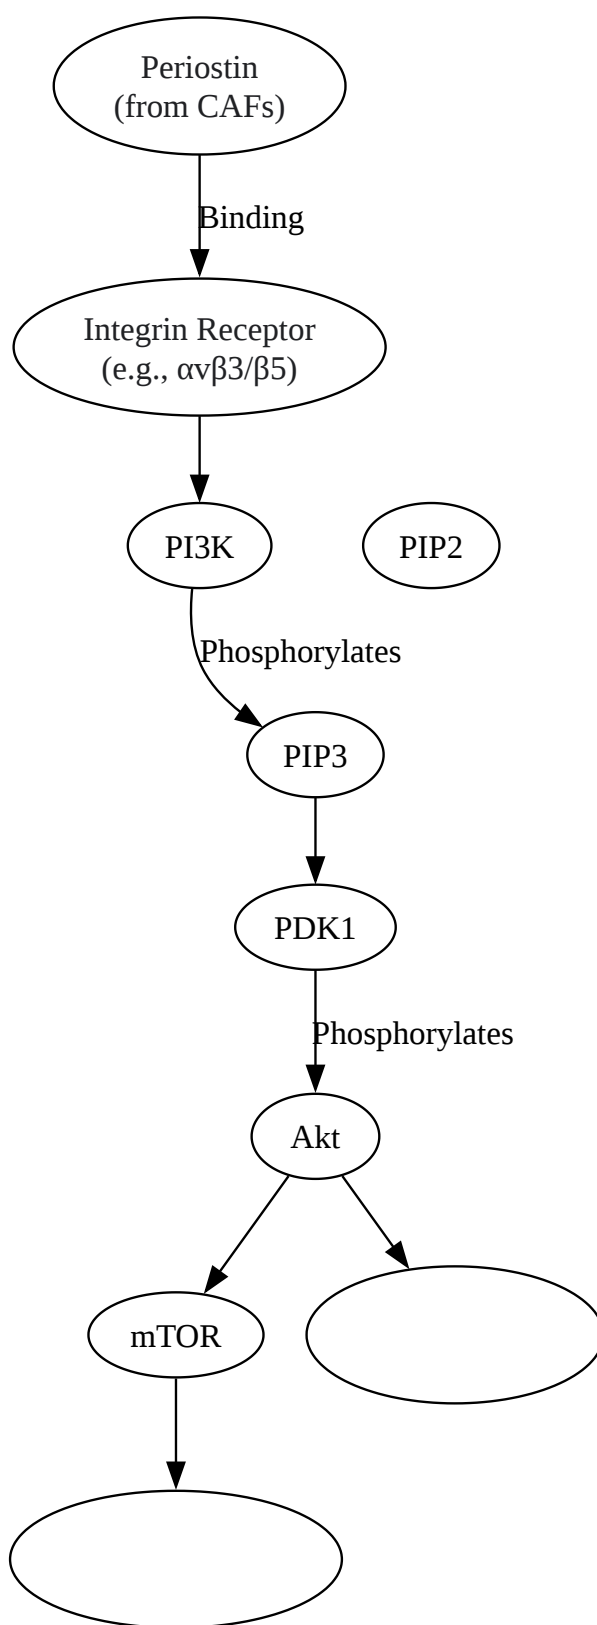 Periostin
(from CAFs)
Binding
Integrin Receptor
(e.g., αvβ3/β5)
PI3K
PIP2
Phosphorylates
PIP3
PDK1
Phosphorylates
Akt
mTOR